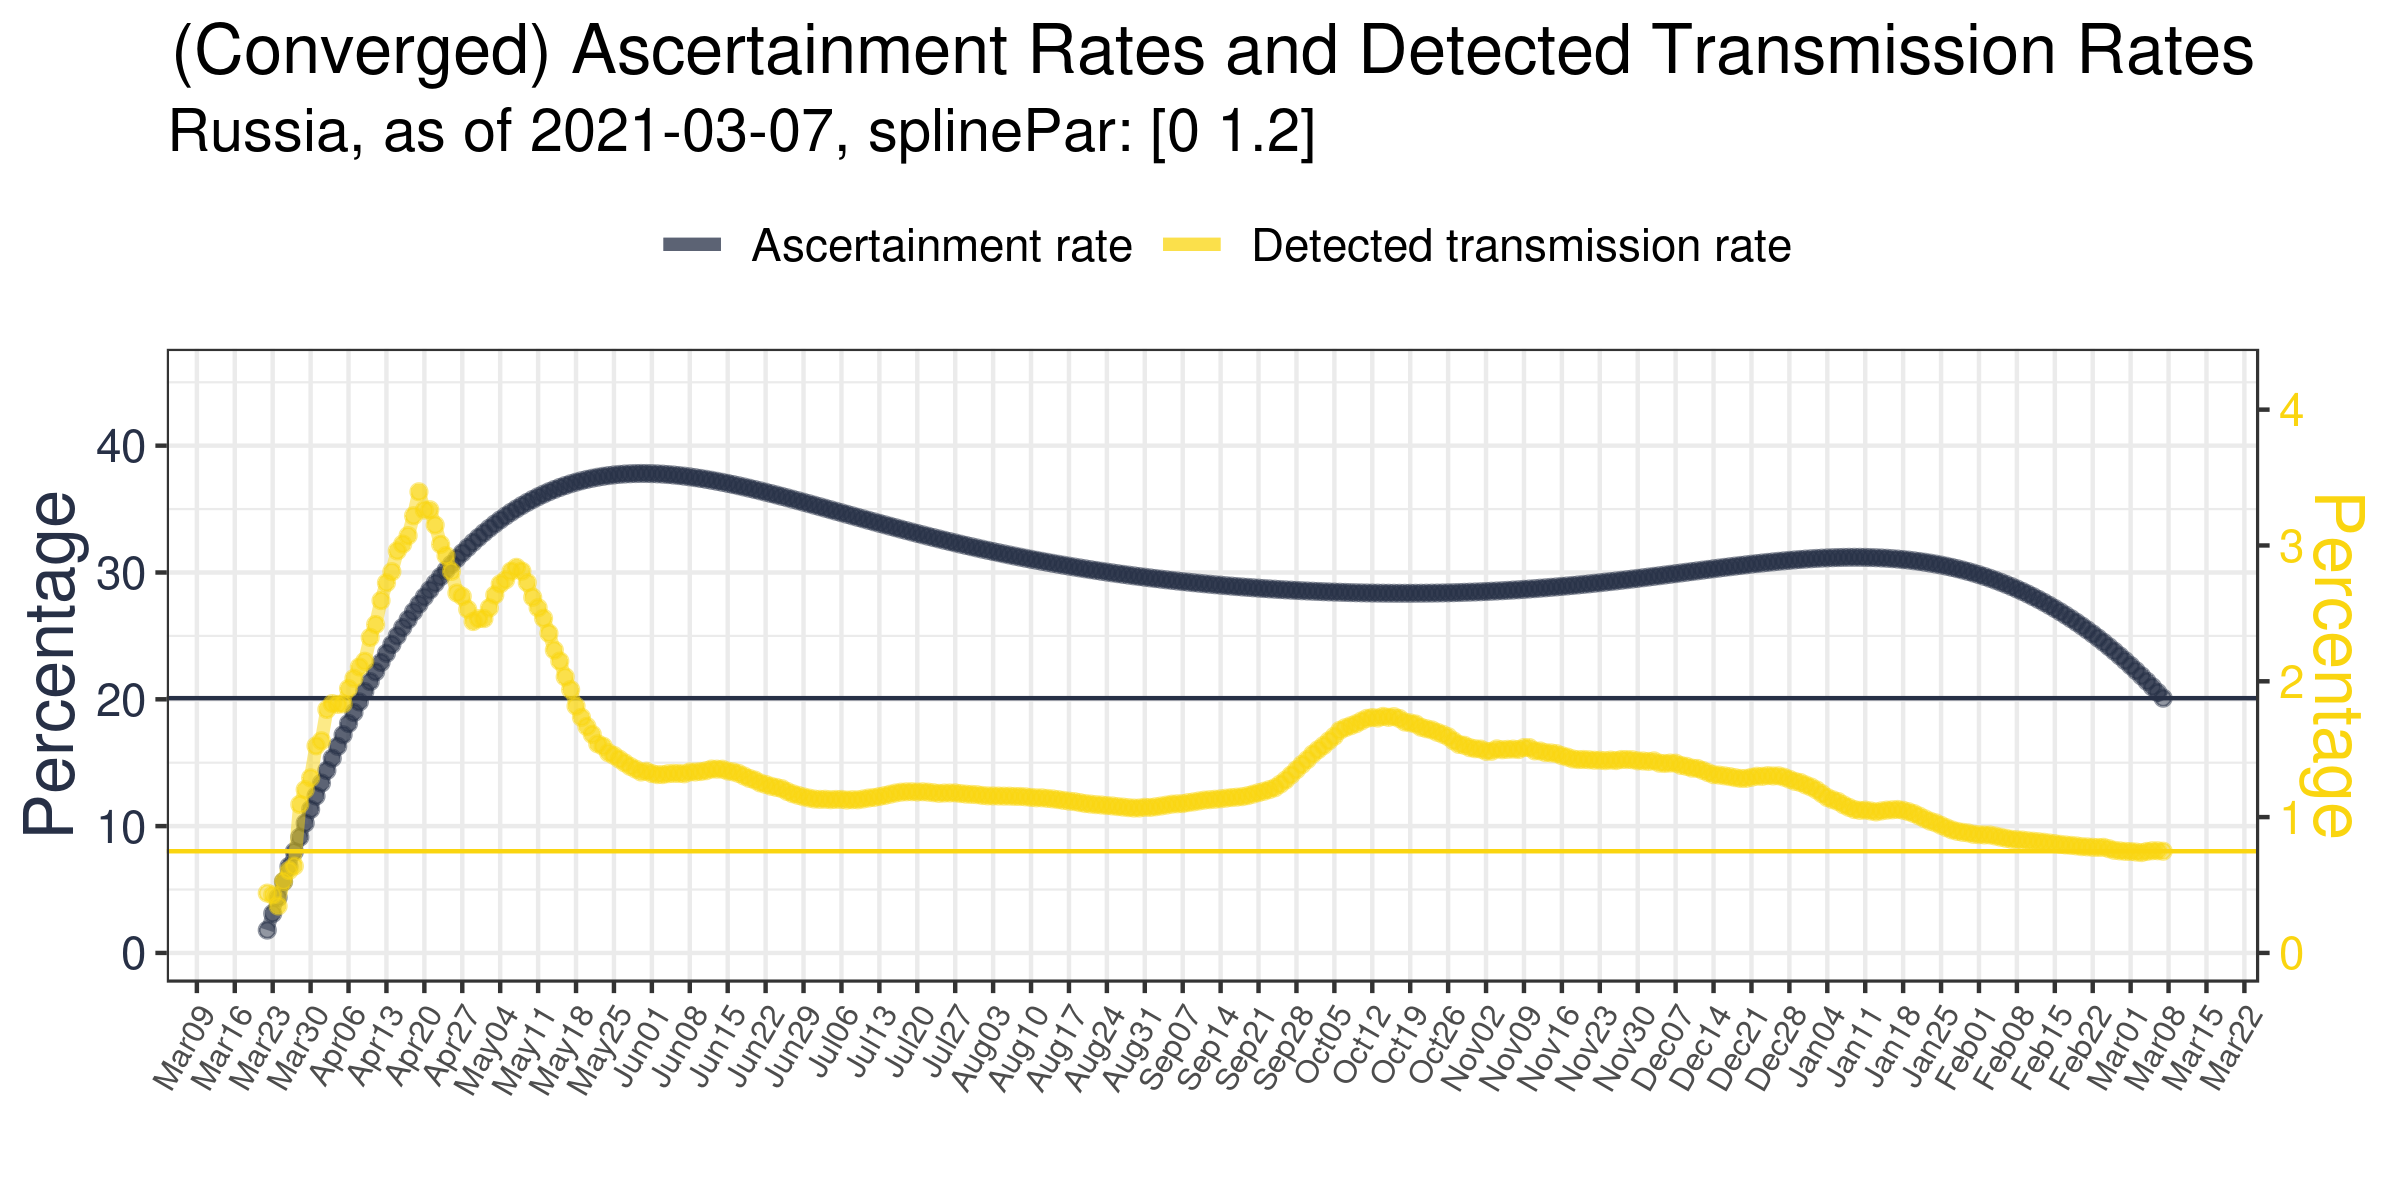 (Converged) Ascertainment Rates and Detected Transmission Rates
Russia, as of 2021-03-07, splinePar: [0 1.2]
Ascertainment rate Detected transmission rate
Percentage
40
30
20
10
0
4
3
2
1
0
Percentage
Mar09 Mar16 Mar23 Mar30 Apr06 Apr13 Apr20 Apr27 May04 May11 May18 May25 Jun01 Jun08 Jun15 Jun22 Jun29 Jul06 Jul13 Jul20 Jul27 Aug03 Aug10 Aug17 Aug24 Aug31 Sep07 Sep14 Sep21 Sep28 Oct05 Oct12 Oct19 Oct26 Nov02 Nov09 Nov16 Nov23 Nov30 Dec07 Dec14 Dec21 Dec28 Jan04 Jan11 Jan18 Jan25 Feb01 Feb08 Feb15 Feb22 Mar01 Mar08 Mar15 Mar22